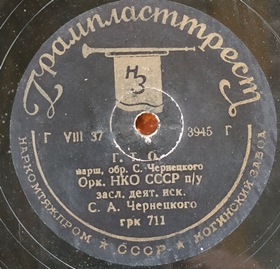 Грампласттрест
НЗ
Г VIII 37 3945 Г
Г. Т. О.
марш, обр. С. Чернецкого
Орк. НКО СССР п/у
засл. деят. иск.
С. А. Чернецкого
грк 711
НАРКОМТЯЖПРОМ ★ СССР ★ НОГИНСКИЙ ЗАВОД